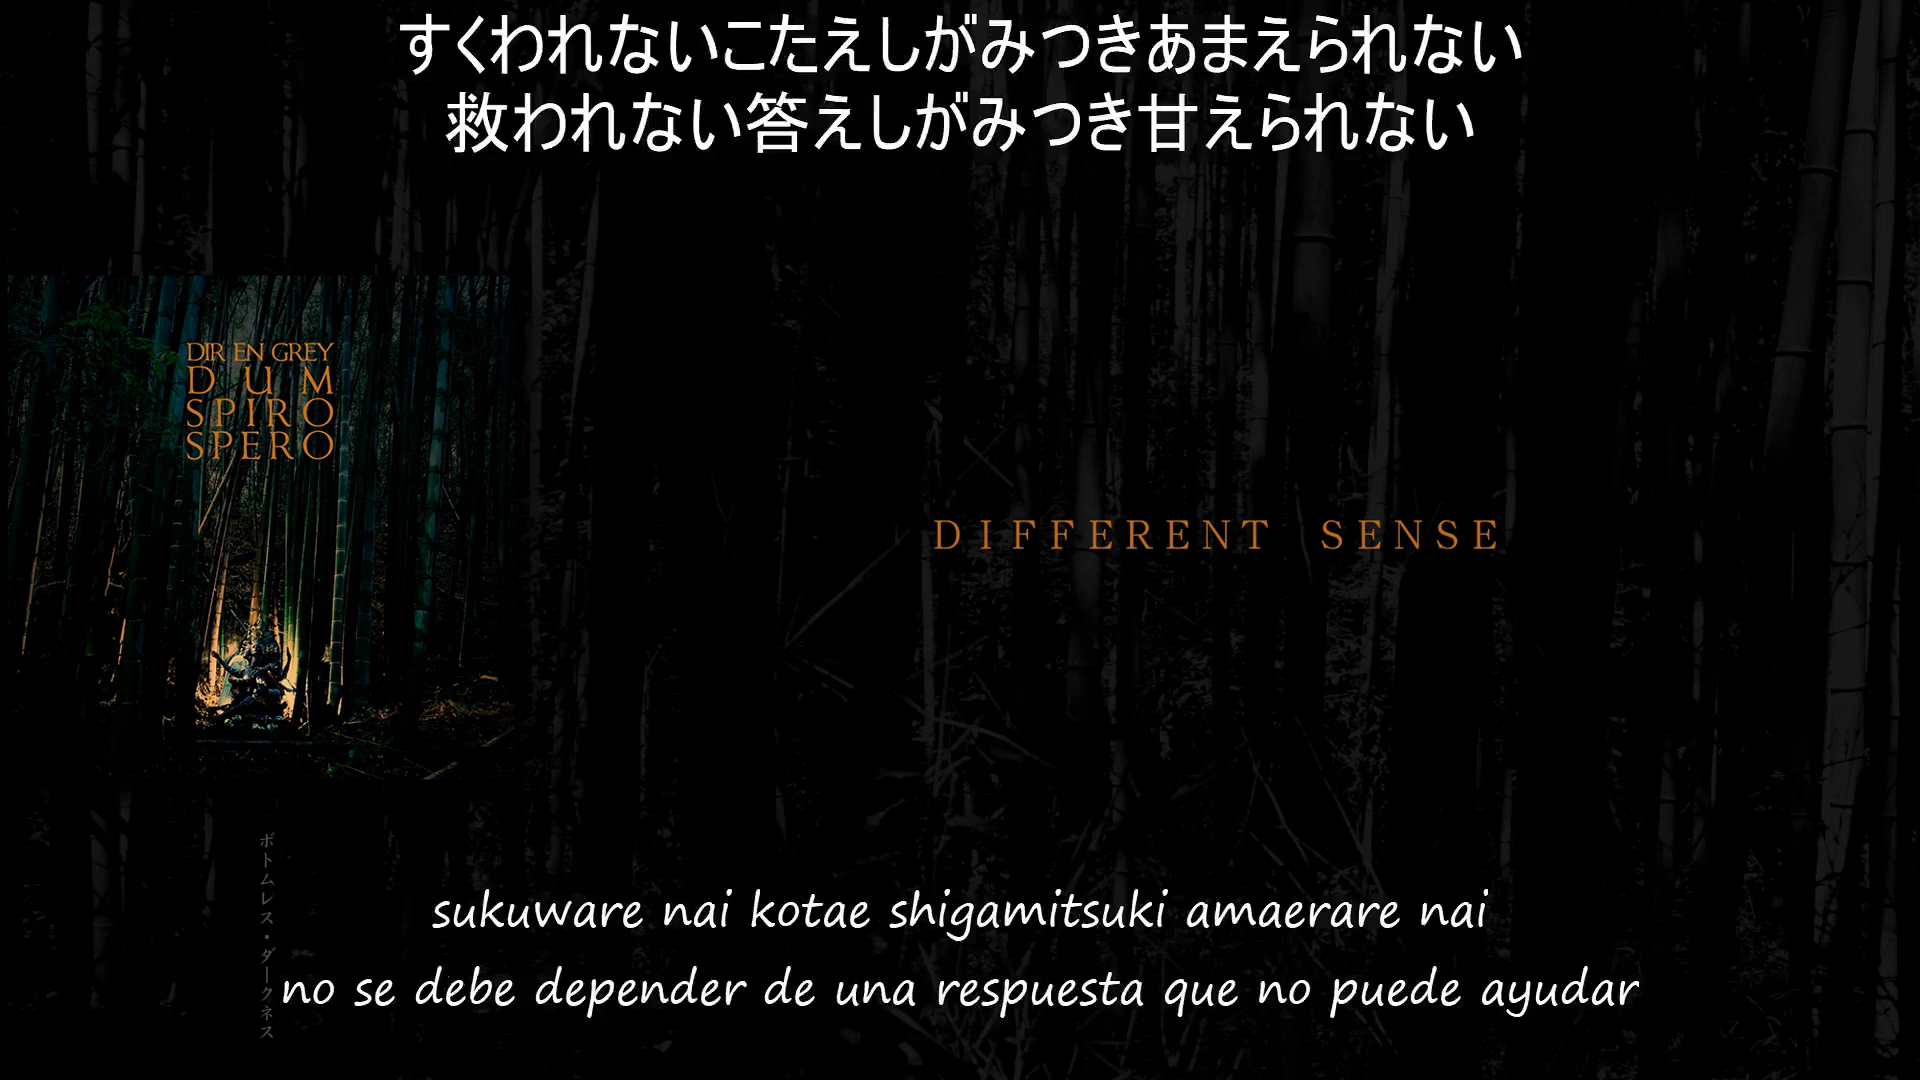 すくわれないこたえしがみつきあまえられない
救われない答えしがみつき甘えられない
DIR EN GREY
DUM
SPIRO
SPERO
DIFFERENT SENSE
ボトムレス・ダークネス
sukuware nai kotae shigamitsuki amaerare nai
no se debe depender de una respuesta que no puede ayudar